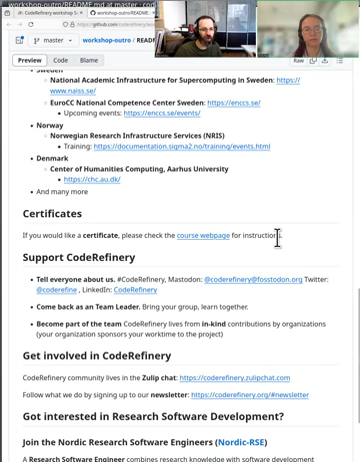 workshop-outro/README.md at master · code
CodeRefinery workshop S
workshop-outro/README.m
https://github.com/coderefinery/wo
master
workshop-outro / READM
Preview
Code
Blame
Raw
Sweden
National Academic Infrastructure for Supercomputing in Sweden: https://
www.naiss.se/
EuroCC National Competence Center Sweden: https://enccs.se/
Upcoming events: https://enccs.se/events/
Norway
Norwegian Research Infrastructure Services (NRIS)
Training: https://documentation.sigma2.no/training/events.html
Denmark
Center of Humanities Computing, Aarhus University
https://chc.au.dk/
And many more
Certificates
If you would like a certificate, please check the course webpage for instructions.
Support CodeRefinery
Tell everyone about us. #CodeRefinery, Mastodon: @coderefinery@fosstodon.org Twitter:
@coderefine , LinkedIn: CodeRefinery
Come back as an Team Leader. Bring your group, learn together.
Become part of the team CodeRefinery lives from in-kind contributions by organizations
(your organization sponsors your worktime to the project)
Get involved in CodeRefinery
CodeRefinery community lives in the Zulip chat: https://coderefinery.zulipchat.com
Follow what we do by signing up to our newsletter: https://coderefinery.org/#newsletter
Got interested in Research Software Development?
Join the Nordic Research Software Engineers (Nordic-RSE)
A Research Software Engineer combines research knowledge with software development